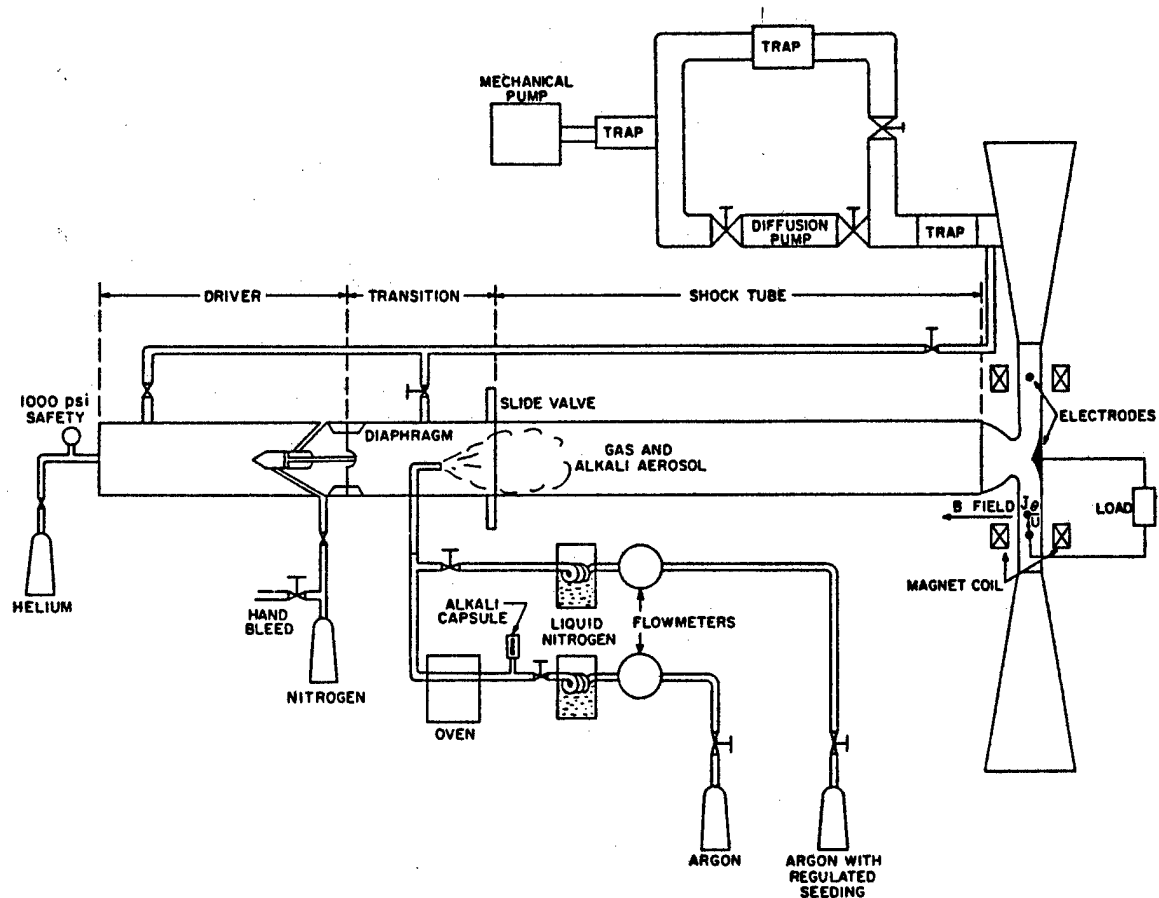 TRAP
MECHANICAL
PUMP
TRAP
DIFFUSION
PUMP
TRAP
DRIVER
TRANSITION
SHOCK TUBE
1000 psi
SAFETY
SLIDE VALVE
DIAPHRAGM
ELECTRODES
GAS AND
ALKALI AEROSOL
B FIELD
J
θ
U
LOAD
MAGNET COIL
HELIUM
HAND
BLEED
NITROGEN
ALKALI
CAPSULE
LIQUID
NITROGEN
FLOWMETERS
OVEN
ARGON
ARGON WITH
REGULATED
SEEDING